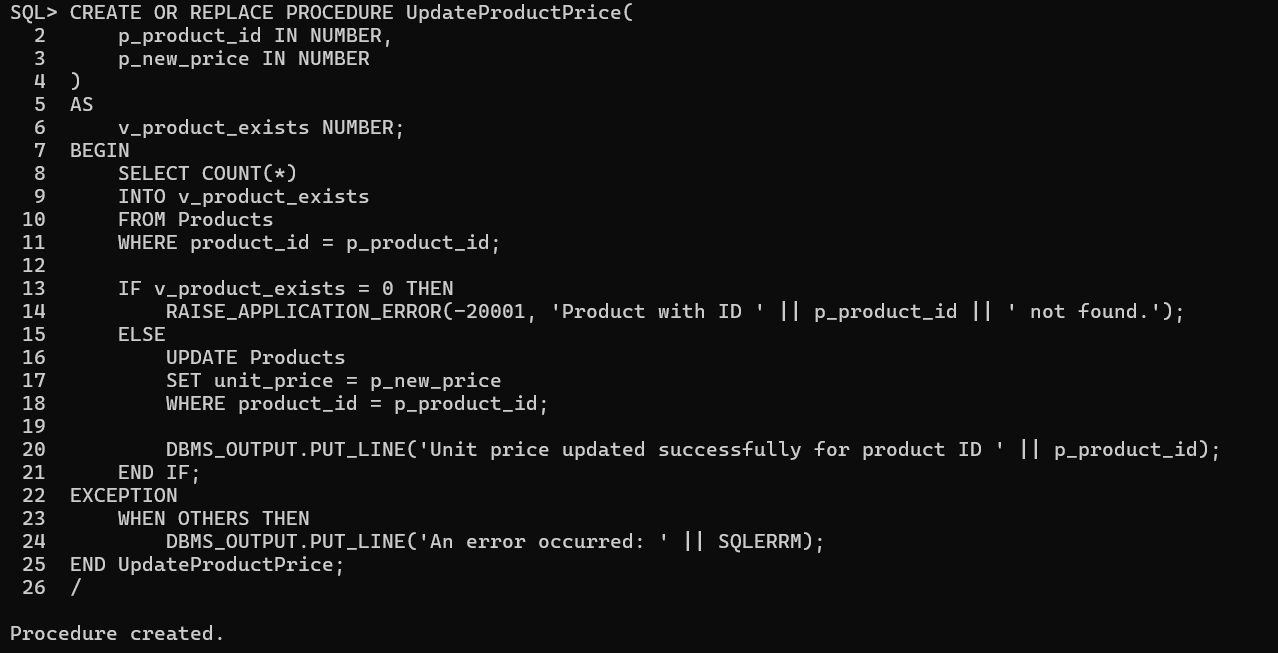 SQL> CREATE OR REPLACE PROCEDURE UpdateProductPrice(
  2      p_product_id IN NUMBER,
  3      p_new_price IN NUMBER
  4  )
  5  AS
  6      v_product_exists NUMBER;
  7  BEGIN
  8      SELECT COUNT(*)
  9      INTO v_product_exists
 10      FROM Products
 11      WHERE product_id = p_product_id;
 12
 13      IF v_product_exists = 0 THEN
 14          RAISE_APPLICATION_ERROR(-20001, 'Product with ID ' || p_product_id || ' not found.');
 15      ELSE
 16          UPDATE Products
 17          SET unit_price = p_new_price
 18          WHERE product_id = p_product_id;
 19
 20          DBMS_OUTPUT.PUT_LINE('Unit price updated successfully for product ID ' || p_product_id);
 21      END IF;
 22  EXCEPTION
 23      WHEN OTHERS THEN
 24          DBMS_OUTPUT.PUT_LINE('An error occurred: ' || SQLERRM);
 25  END UpdateProductPrice;
 26  /

Procedure created.